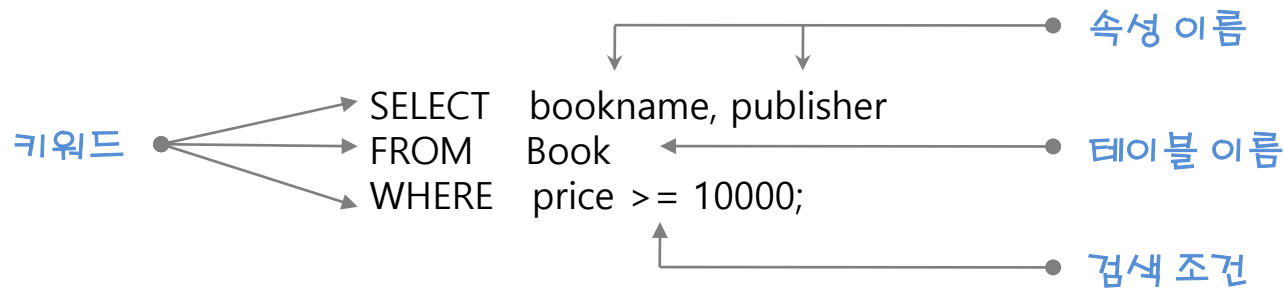 속성 이름
SELECT bookname, publisher
키워드
FROM Book
테이블 이름
WHERE price >= 10000;
검색 조건